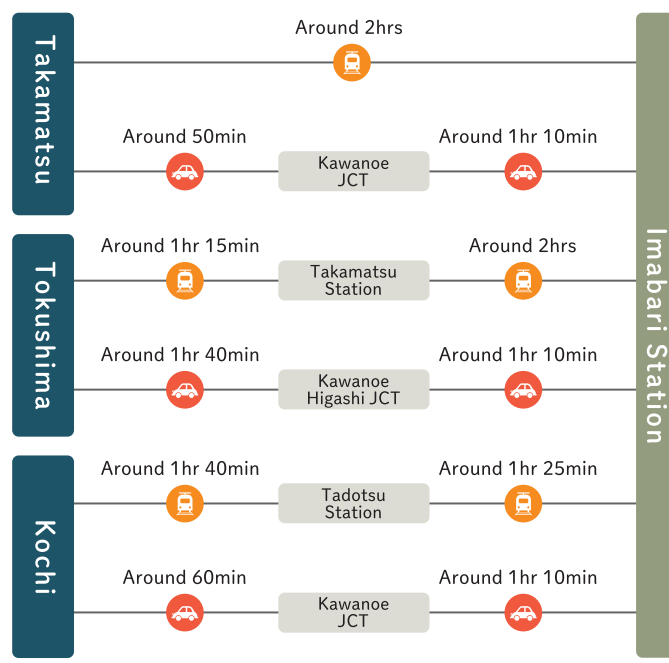 Takamatsu
Around 2hrs
Around 50min
Kawanoe
JCT
Around 1hr 10min
Tokushima
Around 1hr 15min
Takamatsu
Station
Around 2hrs
Around 1hr 40min
Kawanoe
Higashi JCT
Around 1hr 10min
Kochi
Around 1hr 40min
Tadotsu
Station
Around 1hr 25min
Around 60min
Kawanoe
JCT
Around 1hr 10min
Imabari Station